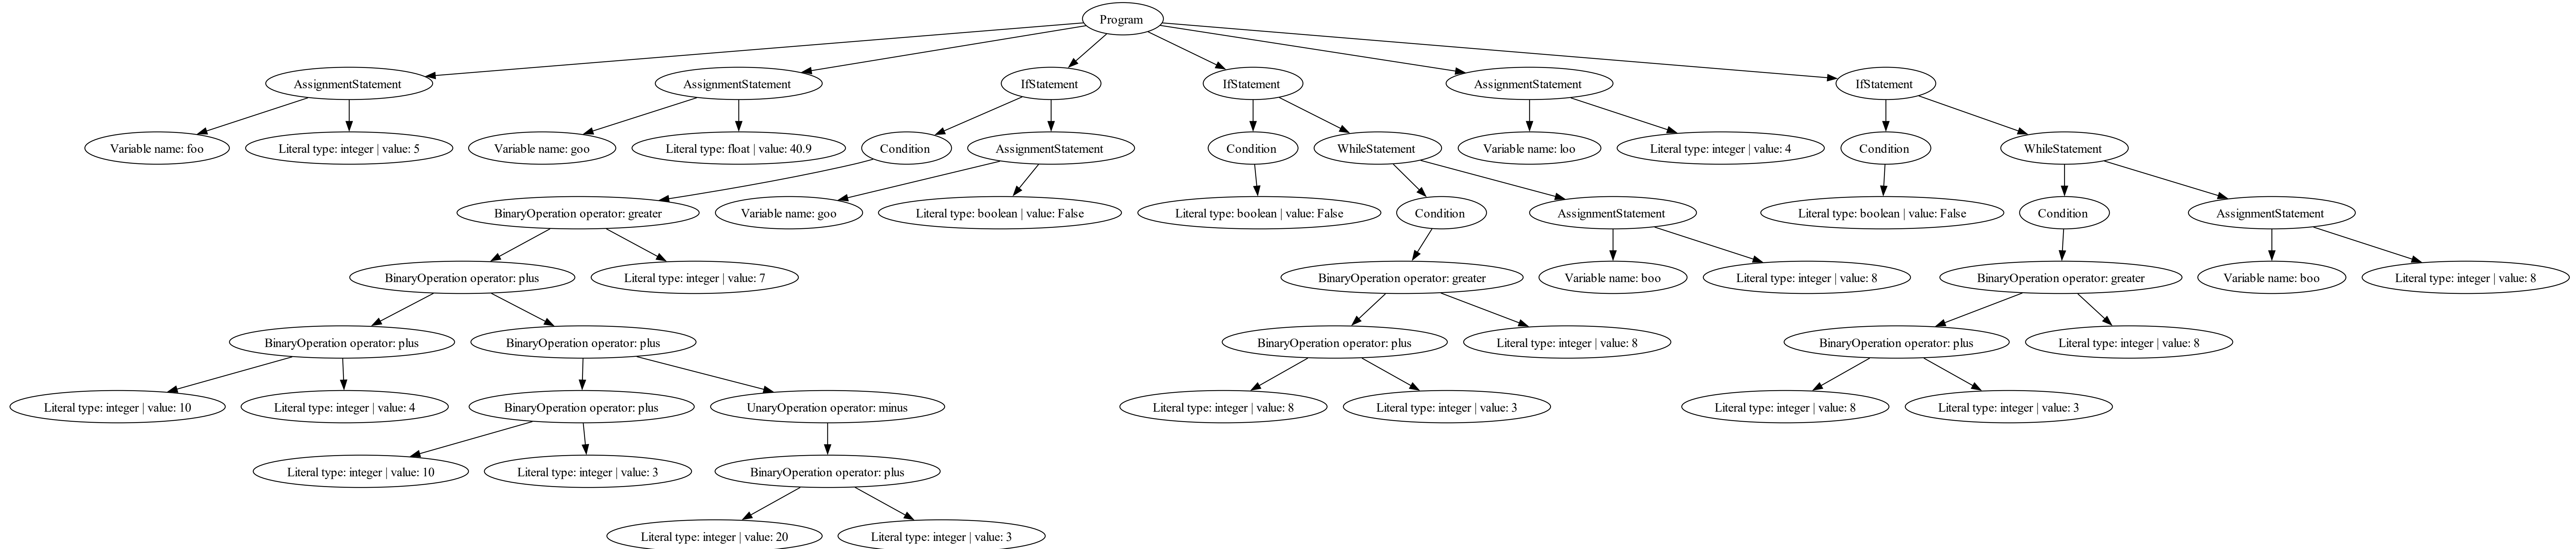 Program
AssignmentStatement
AssignmentStatement
IfStatement
IfStatement
AssignmentStatement
IfStatement
Variable name: foo
Literal type: integer | value: 5
Variable name: goo
Literal type: float | value: 40.9
Condition
AssignmentStatement
Condition
WhileStatement
Variable name: loo
Literal type: integer | value: 4
Condition
WhileStatement
BinaryOperation operator: greater
Variable name: goo
Literal type: boolean | value: False
Literal type: boolean | value: False
Condition
AssignmentStatement
Literal type: boolean | value: False
Condition
AssignmentStatement
BinaryOperation operator: plus
Literal type: integer | value: 7
BinaryOperation operator: greater
Variable name: boo
Literal type: integer | value: 8
BinaryOperation operator: greater
Variable name: boo
Literal type: integer | value: 8
BinaryOperation operator: plus
BinaryOperation operator: plus
BinaryOperation operator: plus
Literal type: integer | value: 8
BinaryOperation operator: plus
Literal type: integer | value: 8
Literal type: integer | value: 10
Literal type: integer | value: 4
BinaryOperation operator: plus
UnaryOperation operator: minus
Literal type: integer | value: 8
Literal type: integer | value: 3
Literal type: integer | value: 8
Literal type: integer | value: 3
Literal type: integer | value: 10
Literal type: integer | value: 3
BinaryOperation operator: plus
Literal type: integer | value: 20
Literal type: integer | value: 3